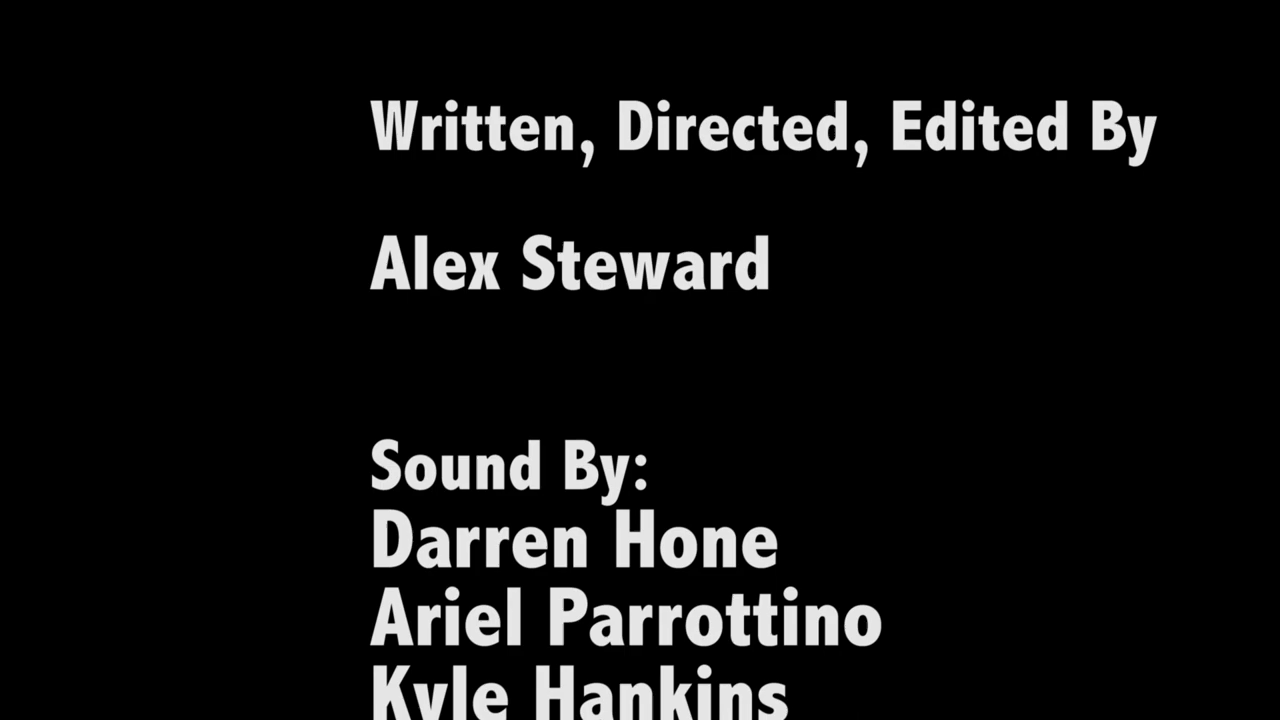 Written, Directed, Edited By
Alex Steward
Sound By:
Darren Hone
Ariel Parrottino
Kyle Hankins